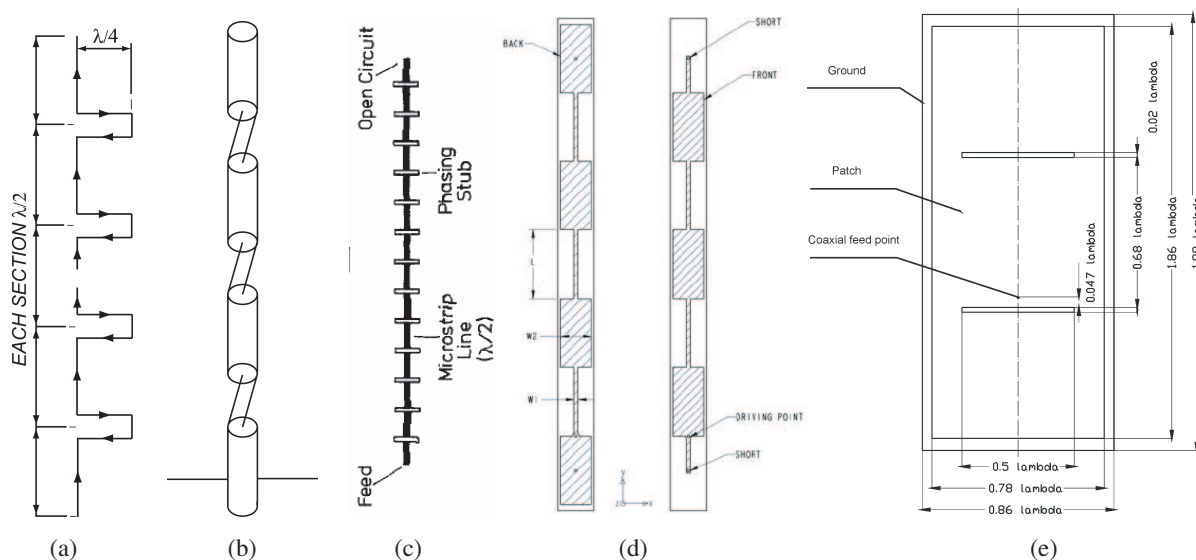 λ/4
EACH SECTION λ/2
(a)
(b)
Open Circuit
Phasing
Stub
Microstrip
Line
(λ/2)
Feed
(c)
BACK
L
W2
W1
SHORT
FRONT
DRIVING POINT
SHORT
Y
Z
X
(d)
Ground
Patch
Coaxial feed point
0.02 lambda
0.047 lambda
0.68 lambda
1.86 lambda
0.5 lambda
0.78 lambda
0.86 lambda
(e)